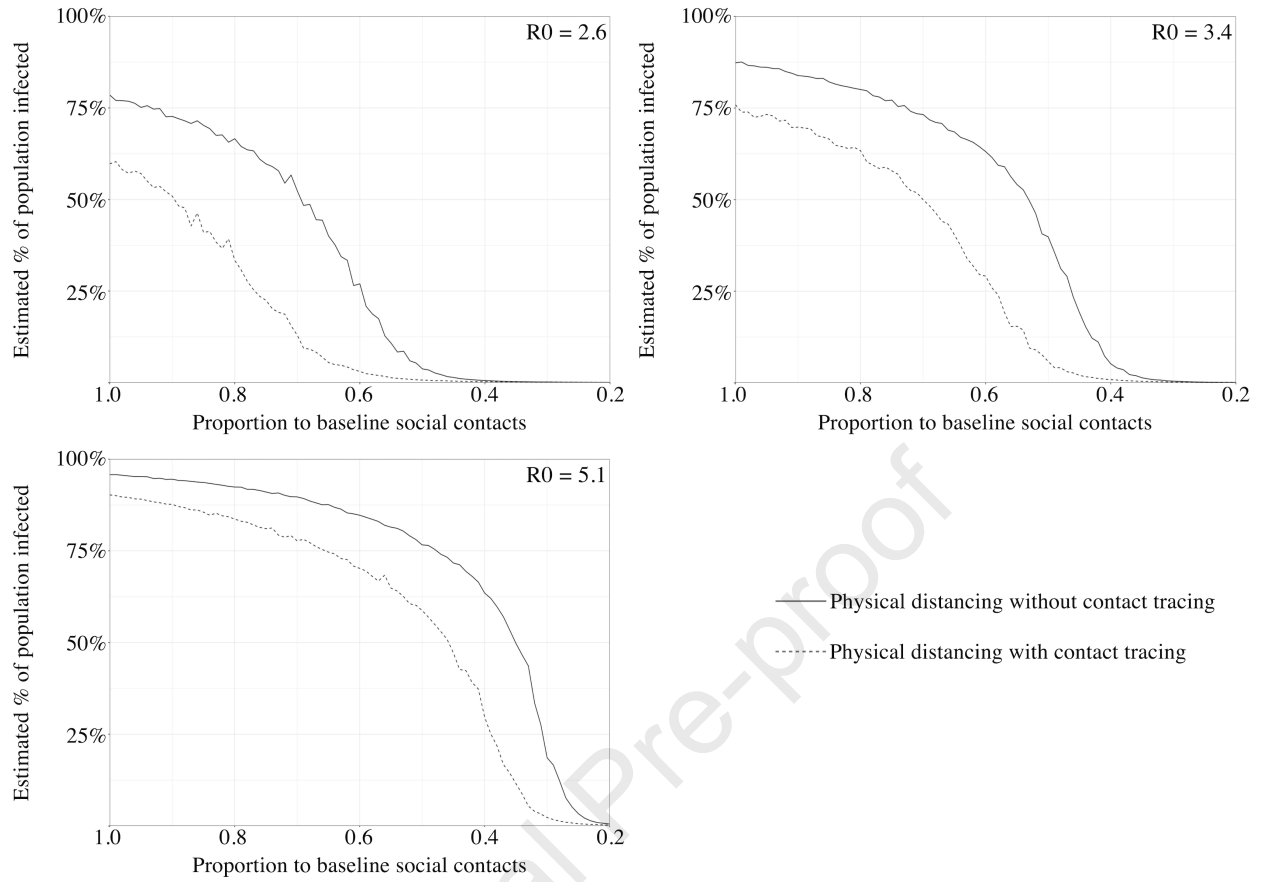 Estimated % of population infected
100%
75%
50%
25%
R0 = 2.6
1.0 0.8 0.6 0.4 0.2
Proportion to baseline social contacts
Estimated % of population infected
100%
75%
50%
25%
R0 = 3.4
1.0 0.8 0.6 0.4 0.2
Proportion to baseline social contacts
Estimated % of population infected
100%
75%
50%
25%
R0 = 5.1
1.0 0.8 0.6 0.4 0.2
Proportion to baseline social contacts
Physical distancing without contact tracing
Physical distancing with contact tracing
al Pre-proof